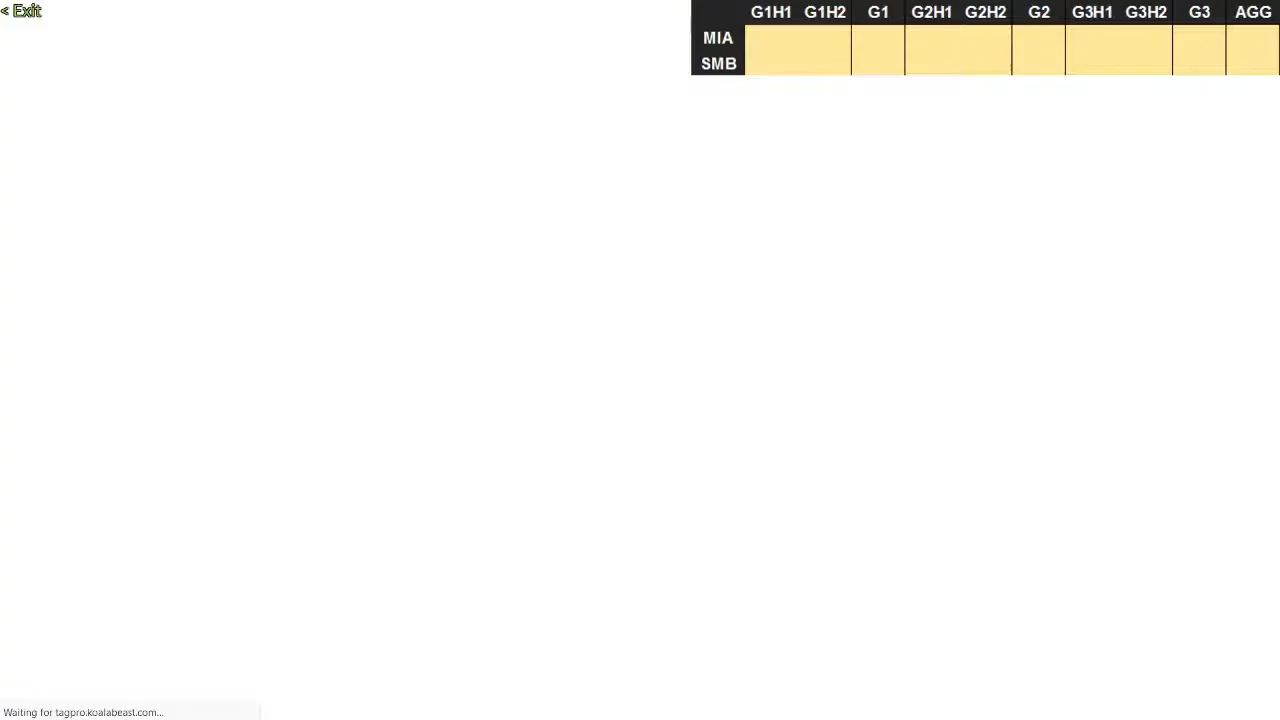 < Exit
G1H1 G1H2 G1 G2H1 G2H2 G2 G3H1 G3H2 G3 AGG
MIA
SMB
Waiting for tagpro.koalabeast.com...